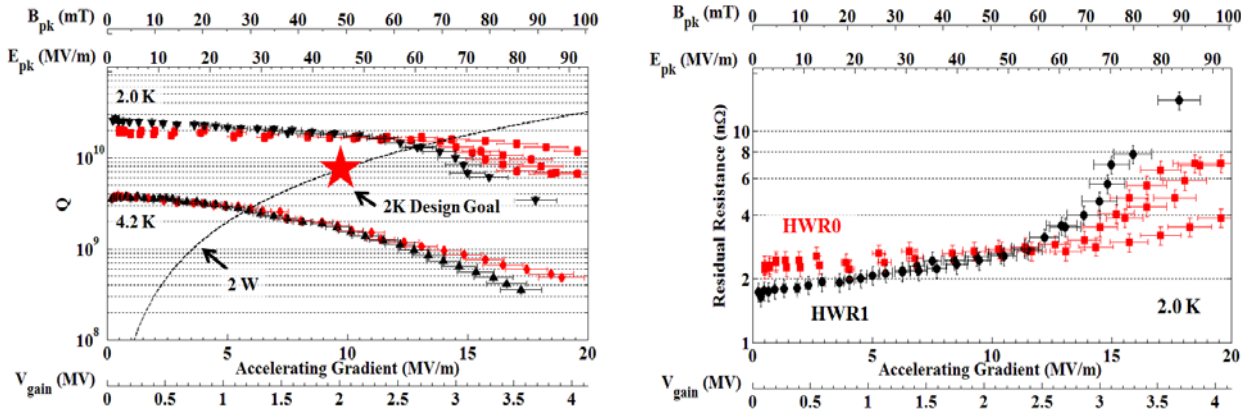 B_pk (mT) 0 10 20 30 40 50 60 70 80 90 100
E_pk (MV/m) 0 10 20 30 40 50 60 70 80 90
2.0 K
10^10
2K Design Goal
Q
4.2 K
10^9
2 W
10^8
0 5 10 15 20
Accelerating Gradient (MV/m)
V_gain (MV)
0 0.5 1 1.5 2 2.5 3 3.5 4
B_pk (mT) 0 10 20 30 40 50 60 70 80 90 100
E_pk (MV/m) 0 10 20 30 40 50 60 70 80 90
Residual Resistance (nΩ)
10
8
6
4
HWR0
2
HWR1
2.0 K
1
0 5 10 15 20
Accelerating Gradient (MV/m)
V_gain (MV)
0 0.5 1 1.5 2 2.5 3 3.5 4